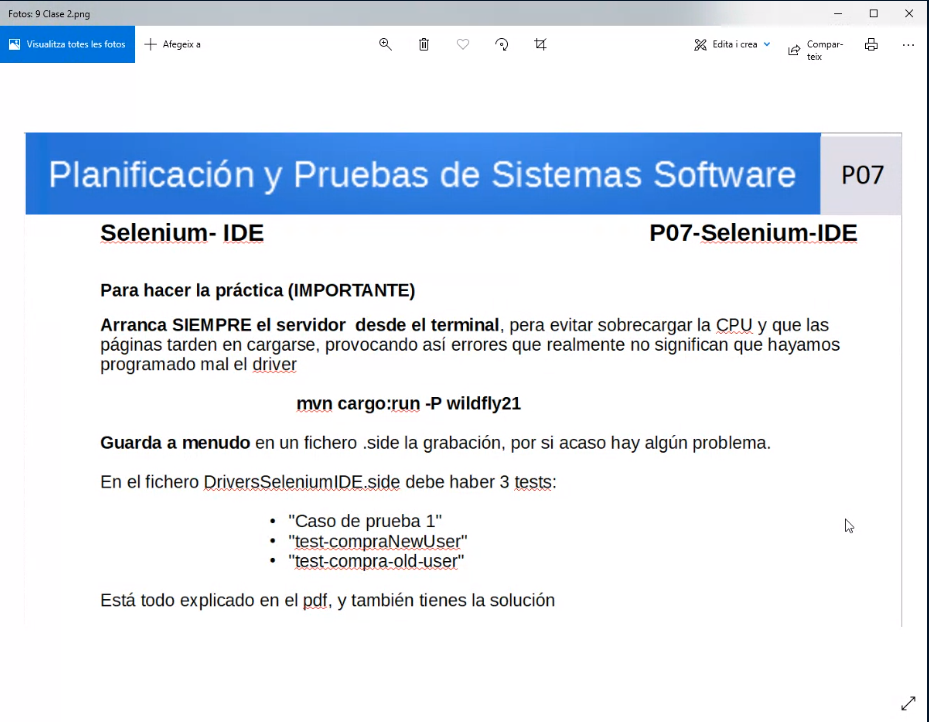 Fotos: 9 Clase 2.png
Visualitza totes les fotos
Afegeix a
Edita i crea
Compar-
teix
Planificación y Pruebas de Sistemas Software
P07
Selenium- IDE
P07-Selenium-IDE
Para hacer la práctica (IMPORTANTE)
Arranca SIEMPRE el servidor desde el terminal, pera evitar sobrecargar la CPU y que las
páginas tarden en cargarse, provocando así errores que realmente no significan que hayamos
programado mal el driver
mvn cargo:run -P wildfly21
Guarda a menudo en un fichero .side la grabación, por si acaso hay algún problema.
En el fichero DriversSeleniumIDE.side debe haber 3 tests:
• "Caso de prueba 1"
• "test-compraNewUser"
• "test-compra-old-user"
Está todo explicado en el pdf, y también tienes la solución